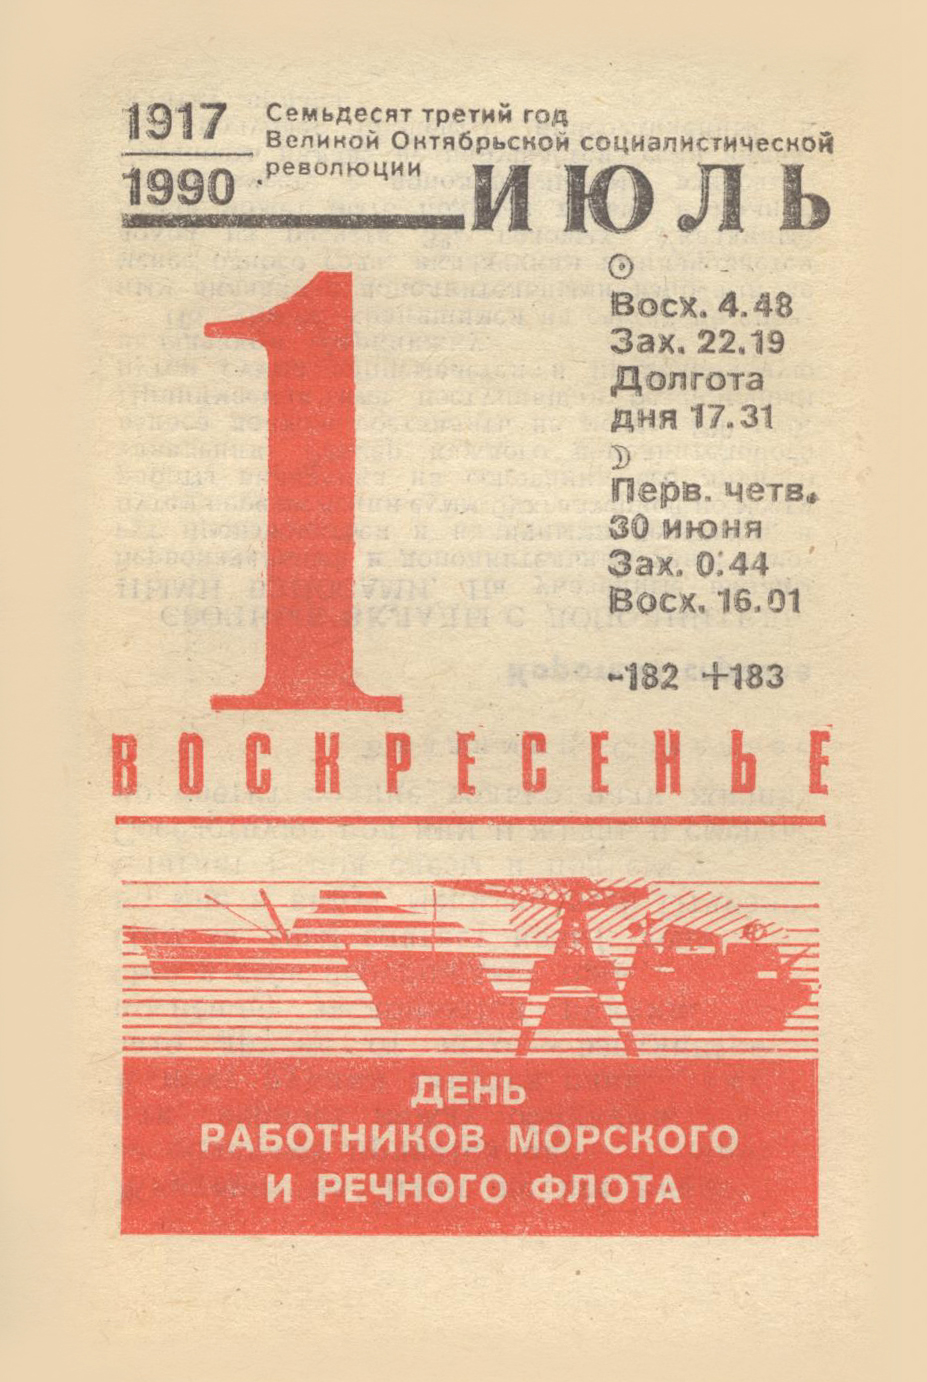 1917
1990
Семьдесят третий год
Великой Октябрьской социалистической
революции
ИЮЛЬ
1
Восх. 4.48
Зах. 22.19
Долгота
дня 17.31
Перв. четв.
30 июня
Зах. 0.44
Восх. 16.01
-182 +183
ВОСКРЕСЕНЬЕ
ДЕНЬ
РАБОТНИКОВ МОРСКОГО
И РЕЧНОГО ФЛОТА